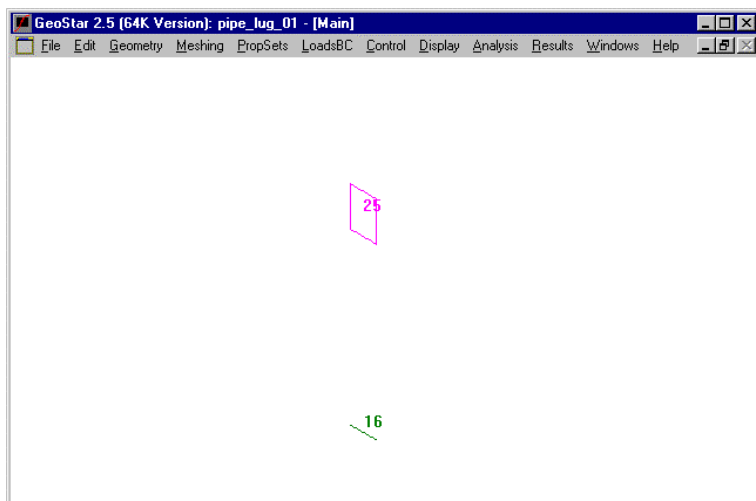 GeoStar 2.5 (64K Version): pipe_lug_01 - [Main]
File Edit Geometry Meshing PropSets LoadsBC Control Display Analysis Results Windows Help
25
16